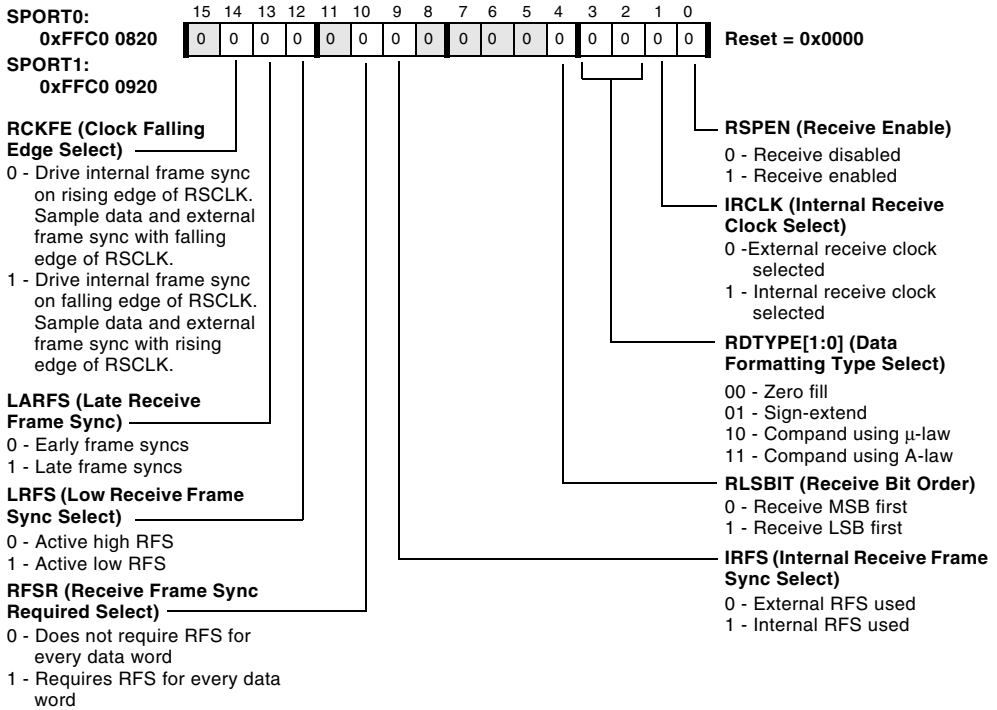 SPORT0:
0xFFC0 0820
SPORT1:
0xFFC0 0920
15 14 13 12 11 10 9 8 7 6 5 4 3 2 1 0
0 0 0 0 0 0 0 0 0 0 0 0 0 0 0 0
Reset = 0x0000
RCKFE (Clock Falling
Edge Select)
0 - Drive internal frame sync
on rising edge of RSCLK.
Sample data and external
frame sync with falling
edge of RSCLK.
1 - Drive internal frame sync
on falling edge of RSCLK.
Sample data and external
frame sync with rising
edge of RSCLK.
LARFS (Late Receive
Frame Sync)
0 - Early frame syncs
1 - Late frame syncs
LRFS (Low Receive Frame
Sync Select)
0 - Active high RFS
1 - Active low RFS
RFSR (Receive Frame Sync
Required Select)
0 - Does not require RFS for
every data word
1 - Requires RFS for every data
word
RSPEN (Receive Enable)
0 - Receive disabled
1 - Receive enabled
IRCLK (Internal Receive
Clock Select)
0 -External receive clock
selected
1 - Internal receive clock
selected
RDTYPE[1:0] (Data
Formatting Type Select)
00 - Zero fill
01 - Sign-extend
10 - Compand using μ-law
11 - Compand using A-law
RLSBIT (Receive Bit Order)
0 - Receive MSB first
1 - Receive LSB first
IRFS (Internal Receive Frame
Sync Select)
0 - External RFS used
1 - Internal RFS used